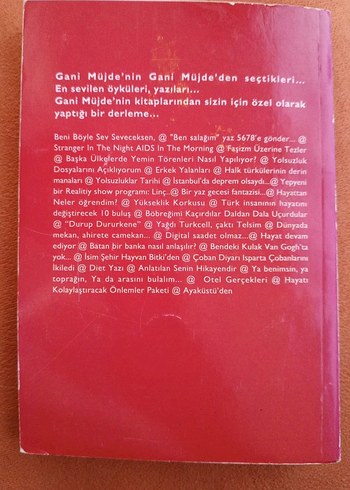 Gani Müjde'nin Gani Müjde'den seçtikleri...
En sevilen öyküleri, yazıları...
Gani Müjde'nin kitaplarından sizin için özel olarak
yaptığı bir derleme...
Beni Böyle Sev Seveceksen, @ "Ben salağım" yaz 5678'e gönder... @
Stranger In The Night AIDS In The Morning @ Faşizm Üzerine Tezler
@ Başka Ülkelerde Yemin Törenleri Nasıl Yapılıyor? @ Yolsuzluk
Dosyalarını Açıklıyorum @ Erkek Yalanları @ Halk türkülerinin derin
manaları @ Yolsuzluklar Tarihi @ İstanbul'da deprem olsaydı...@ Yepyeni
bir Reality show programı: Linç..@ Bir yaz gecesi fantazisi...@ Hayattan
Neler öğrendim? @ Yükseklik Korkusu @ Türk insanının hayatını
değiştirecek 10 buluş @ Böbreğimi Kaçırdılar Daldan Dala Uçurdular
@ "Durup Dururkene" @ Yağdı Turkcell, çaktı Telsim @ Dünyada
mekan, ahirete camekan... @ Digital saadet olmaz...@ Hayat devam
ediyor @ Batan bir banka nasıl anlaşılır? @ Bendeki Kulak Van Gogh'ta
yok... @ İsim Şehir Hayvan Bitki'den @ Çoban Diyarı Isparta Çobanlarını
İkiledi @ Diet Yazı @ Anlatılan Senin Hikayendir @ Ya benimsin, ya
toprağın, Ya da arasını bulalım... @ Otel Gerçekleri @ Hayatı
Kolaylaştıracak Önlemler Paketi @ Ayaküstü'den